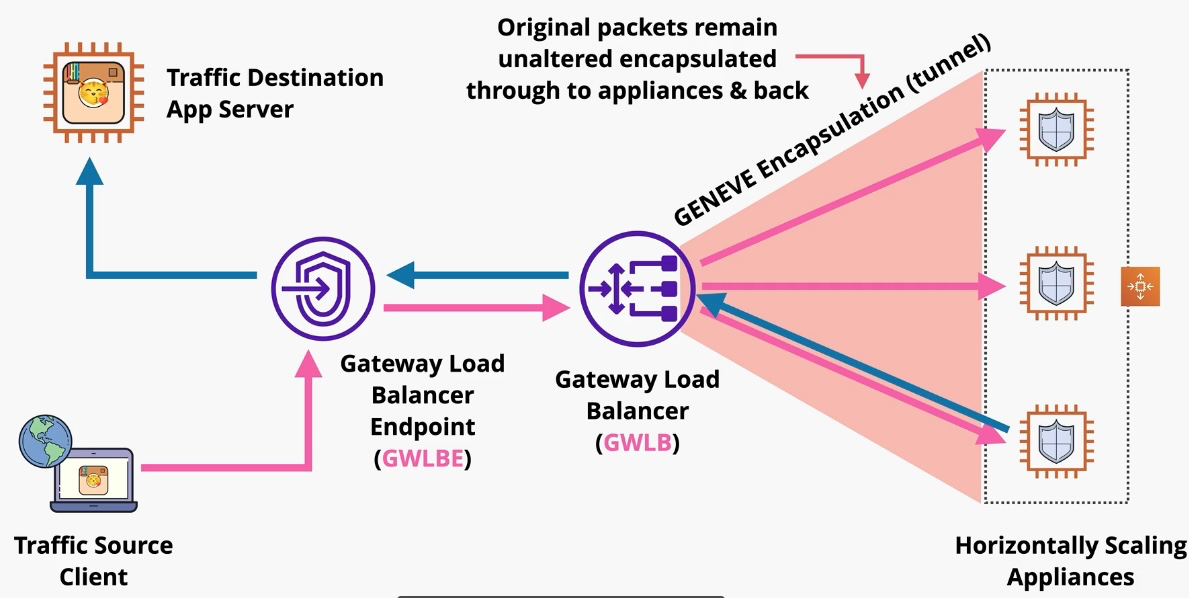 Original packets remain
unaltered encapsulated
through to appliances & back
Traffic Destination
App Server
GENEVE Encapsulation (tunnel)
Gateway Load
Balancer
Endpoint
(GWLBE)
Gateway Load
Balancer
(GWLB)
Traffic Source
Client
Horizontally Scaling
Appliances